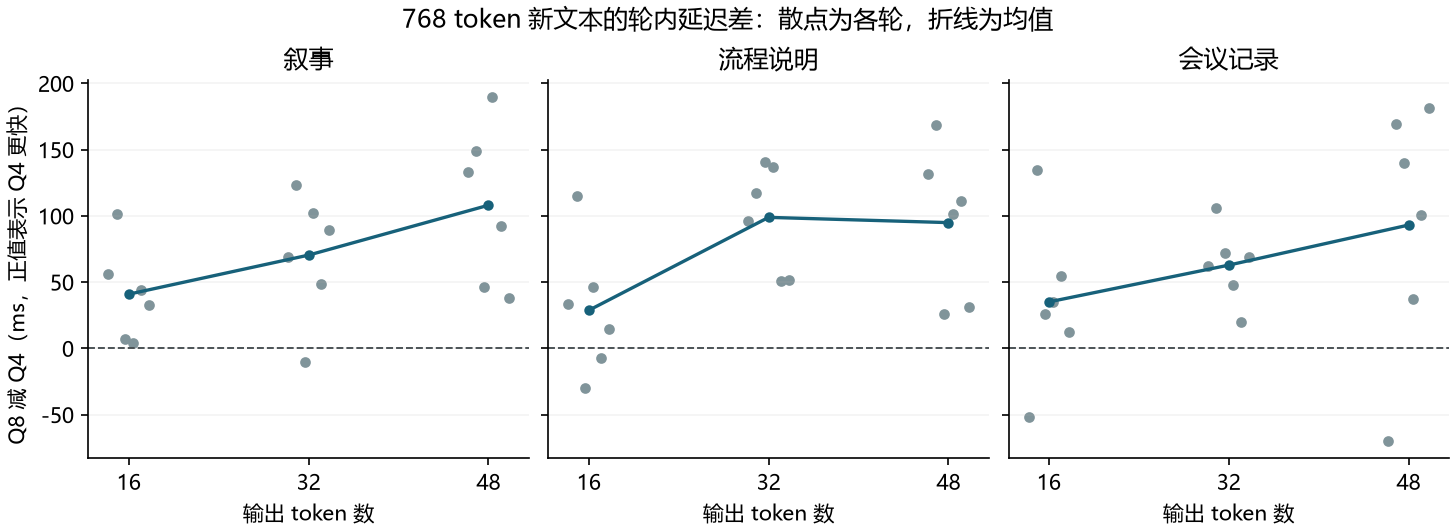 768 token 新文本的轮内延迟差：散点为各轮，折线为均值
叙事
流程说明
会议记录
Q8 减 Q4（ms，正值表示 Q4 更快）
200
150
100
50
0
-50
16
32
48
16
32
48
16
32
48
输出 token 数
输出 token 数
输出 token 数